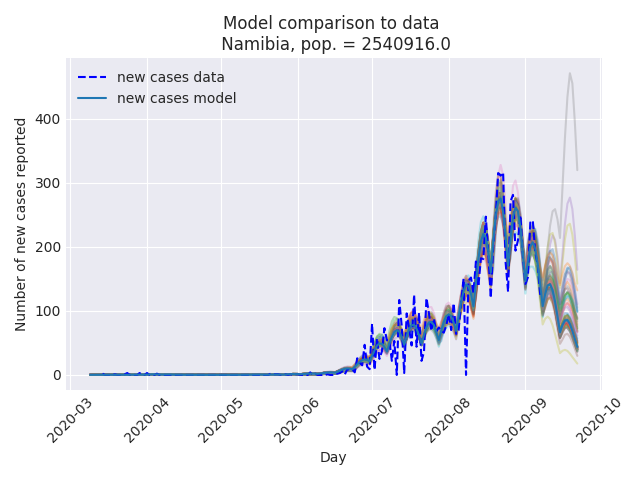 Model comparison to data
Namibia, pop. = 2540916.0
new cases data
new cases model
Number of new cases reported
400
300
200
100
0
2020-03
2020-04
2020-05
2020-06
2020-07
2020-08
2020-09
2020-10
Day